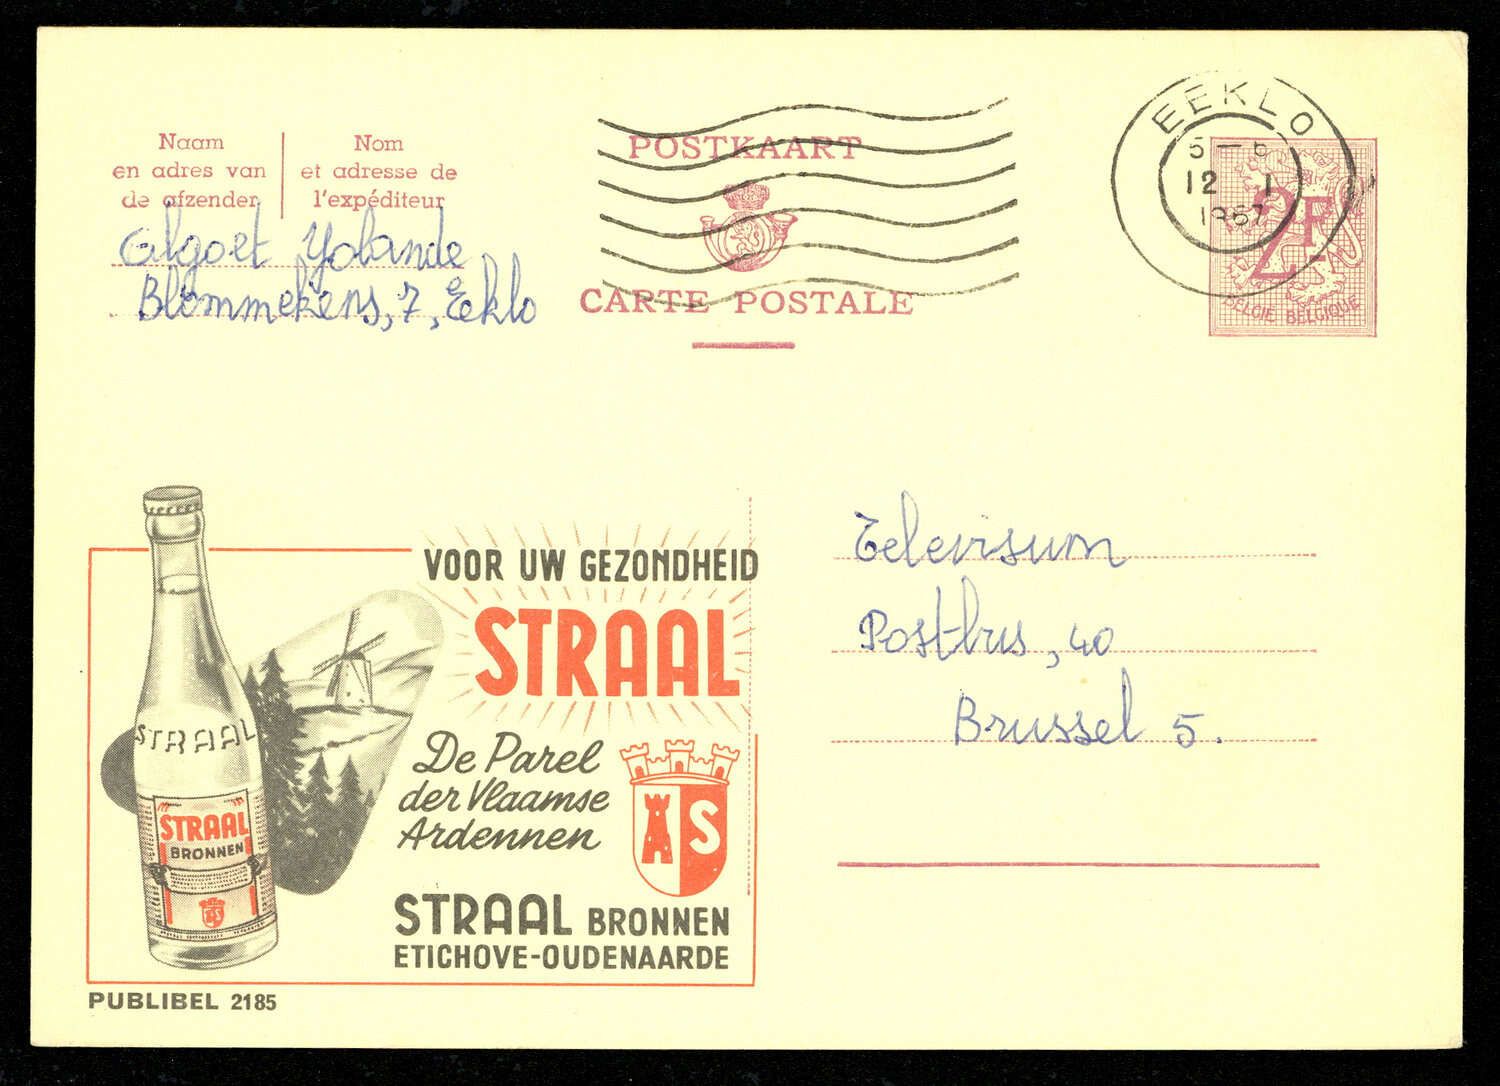 Naam
en adres van
de afzender
Nom
et adresse de
l'expéditeur
Algoet Yolande
Blommekens, 7, Eeklo
POSTKAART
CARTE POSTALE
EEKLO
5-6
12 1
1967
2F
BELGIE BELGIQUE
VOOR UW GEZONDHEID
STRAAL
De Parel
der Vlaamse
Ardennen
AS
STRAAL BRONNEN
ETICHOVE-OUDENAARDE
STRAAL
STRAAL
BRONNEN
AS
PUBLIBEL 2185
Televisum
Postbus, 40
Brussel 5.